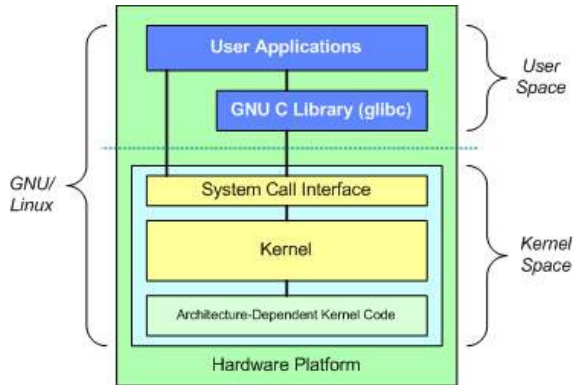 User Applications
GNU C Library (glibc)
User
Space
GNU/
Linux
System Call Interface
Kernel
Architecture-Dependent Kernel Code
Kernel
Space
Hardware Platform